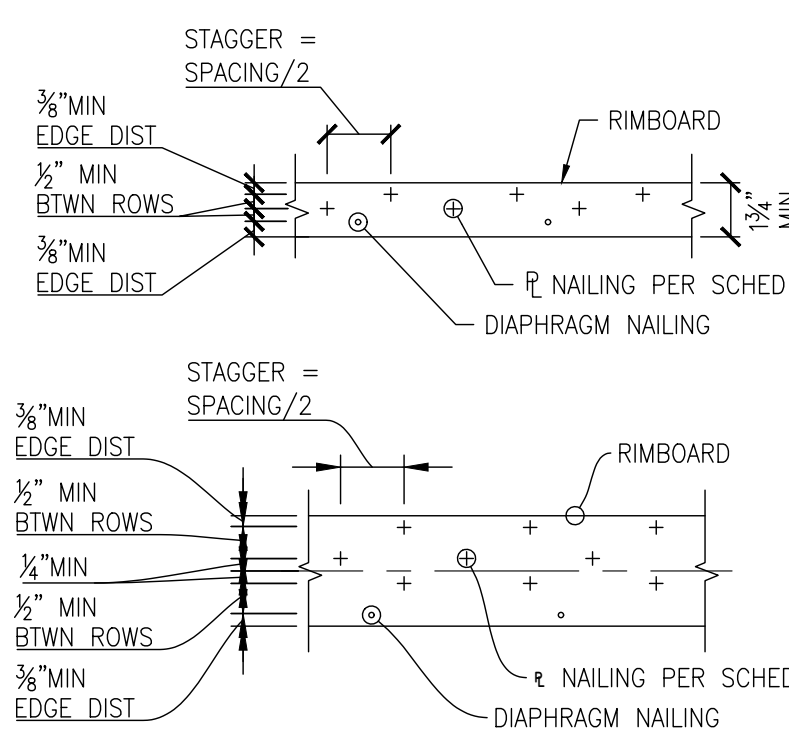 STAGGER =
SPACING/2
3/8"MIN
EDGE DIST
1/2" MIN
BTWN ROWS
3/8"MIN
EDGE DIST
RIMBOARD
1 3/4"
MIN
PL NAILING PER SCHED
DIAPHRAGM NAILING
STAGGER =
SPACING/2
3/8"MIN
EDGE DIST
1/2" MIN
BTWN ROWS
1/4"MIN
1/2" MIN
BTWN ROWS
3/8"MIN
EDGE DIST
RIMBOARD
PL NAILING PER SCHED
DIAPHRAGM NAILING